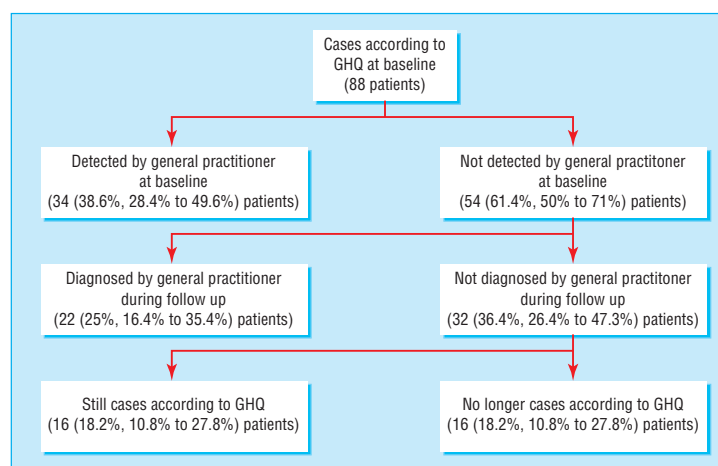 Cases according to
GHQ at baseline
(88 patients)
Detected by general practitioner
at baseline
(34 (38.6%, 28.4% to 49.6%) patients)
Not detected by general practitoner
at baseline
(54 (61.4%, 50% to 71%) patients)
Diagnosed by general practitioner
during follow up
(22 (25%, 16.4% to 35.4%) patients)
Not diagnosed by general practitioner
during follow up
(32 (36.4%, 26.4% to 47.3%) patients)
Still cases according to GHQ
(16 (18.2%, 10.8% to 27.8%) patients)
No longer cases according to GHQ
(16 (18.2%, 10.8% to 27.8%) patients)